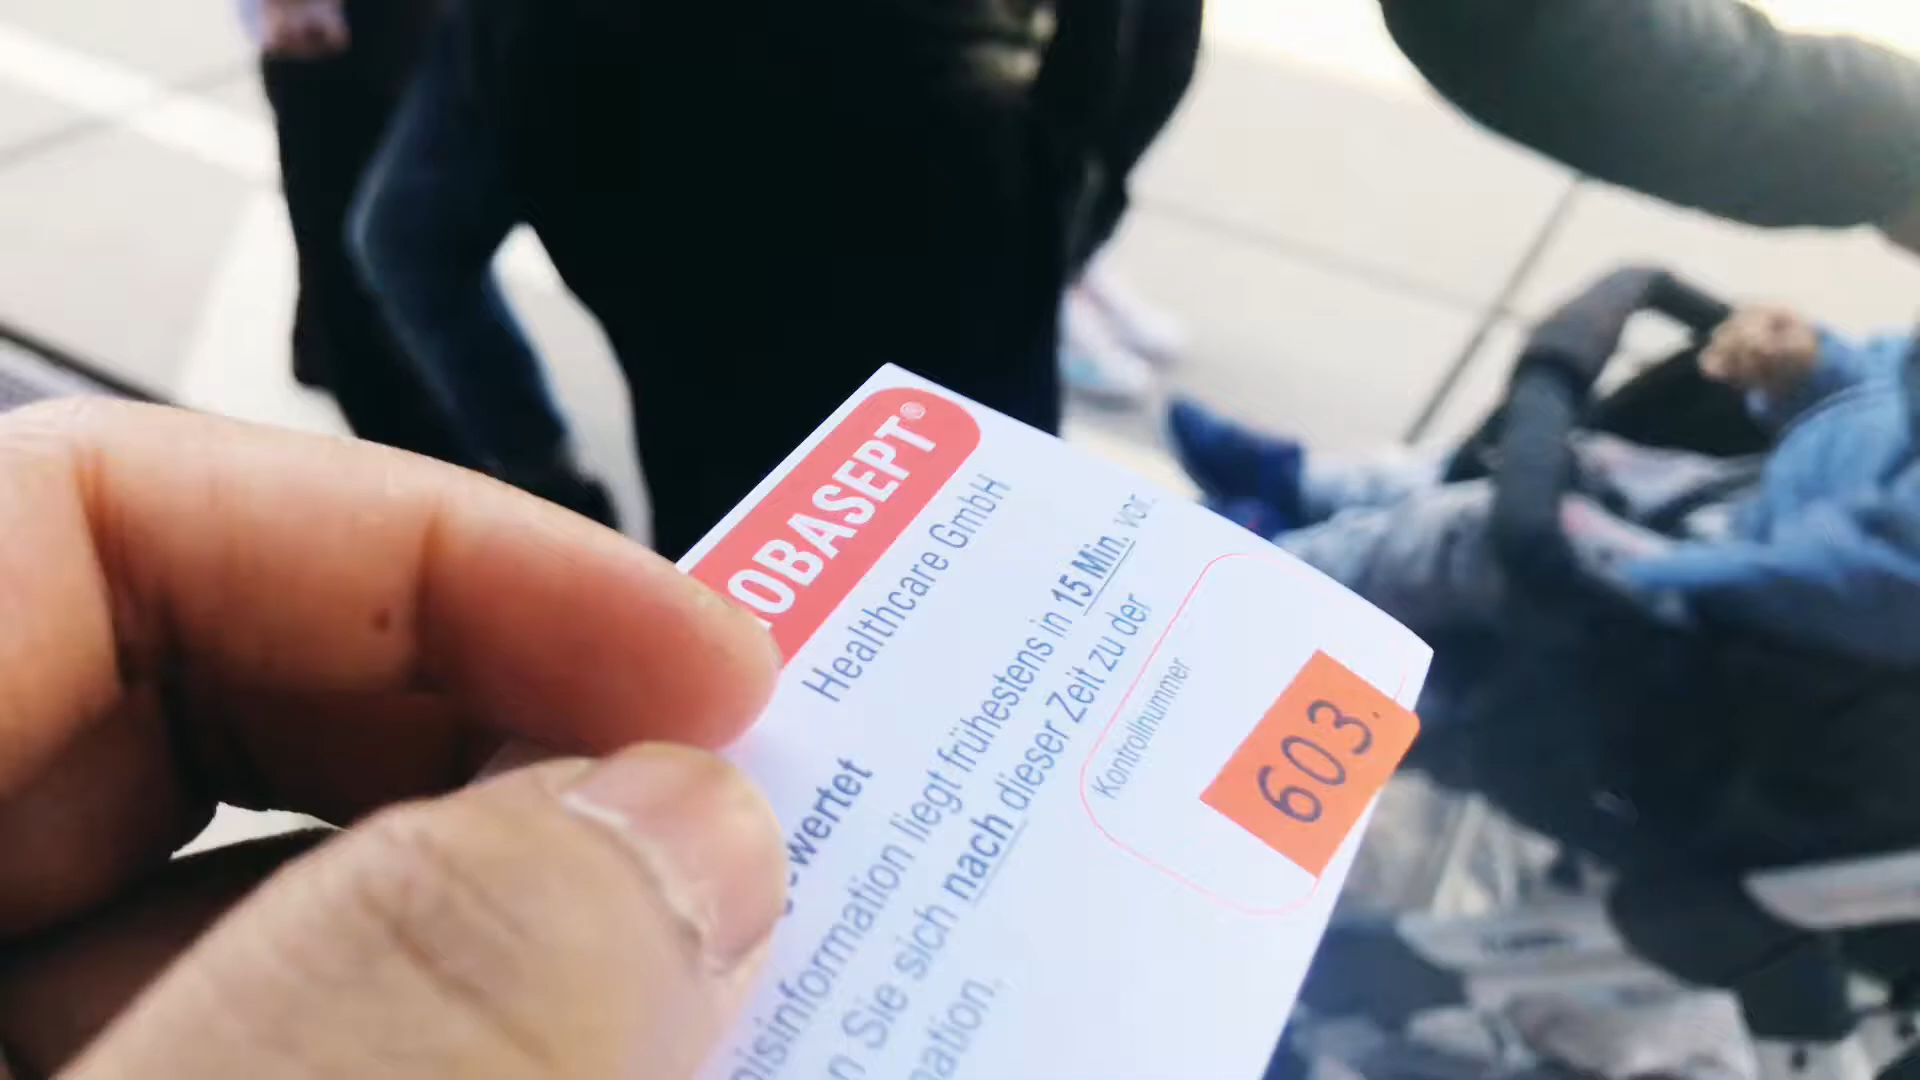 OBASEPT®
Healthcare GmbH
wertet
isinformation liegt frühestens in 15 Min. vor.
n Sie sich nach dieser Zeit zu der
mation.
Kontrollnummer
603.